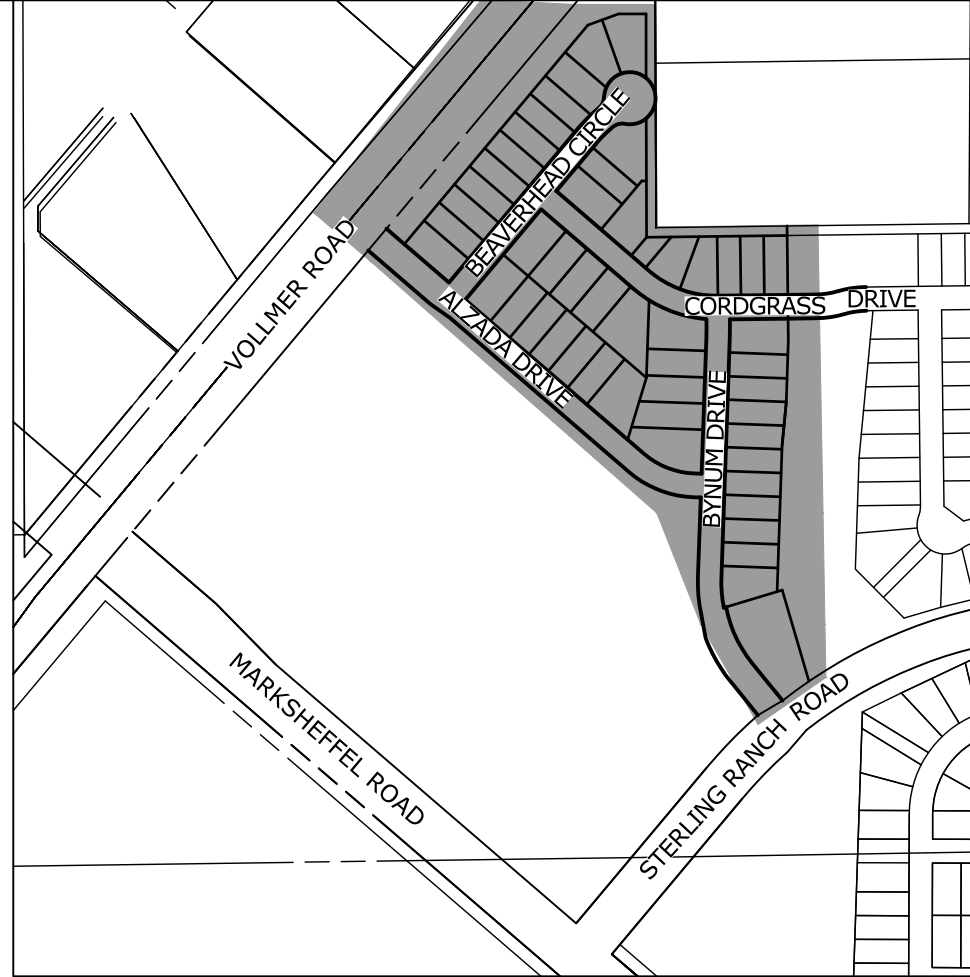 BEAVERHEAD CIRCLE
VOLLMER ROAD
ALZADA DRIVE
CORDGRASS DRIVE
BYNUM DRIVE
MARKSHEFFEL ROAD
STERLING RANCH ROAD